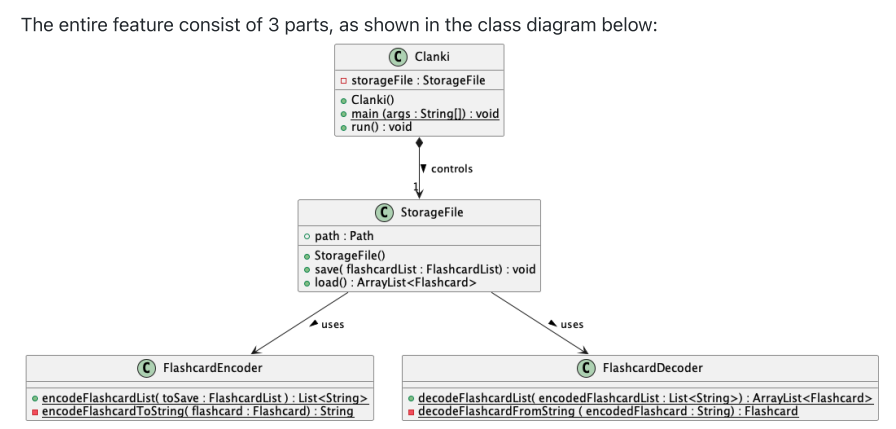 The entire feature consist of 3 parts, as shown in the class diagram below:
C Clanki
storageFile : StorageFile
Clanki()
main (args : String[]) : void
run() : void
controls
1
C StorageFile
path : Path
StorageFile()
save( flashcardList : FlashcardList) : void
load() : ArrayList<Flashcard>
uses
uses
C FlashcardEncoder
encodeFlashcardList( toSave : FlashcardList ) : List<String>
encodeFlashcardToString( flashcard : Flashcard) : String
C FlashcardDecoder
decodeFlashcardList( encodedFlashcardList : List<String>) : ArrayList<Flashcard>
decodeFlashcardFromString ( encodedFlashcard : String) : Flashcard